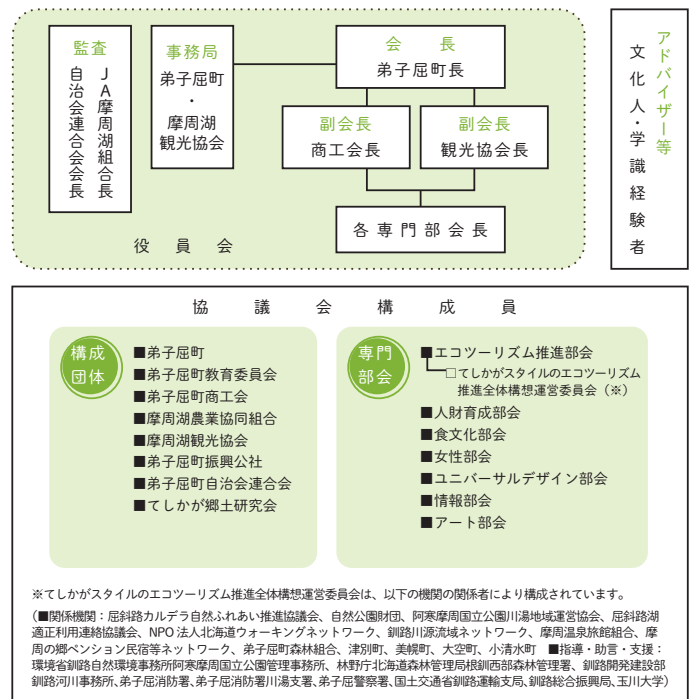 監査
JA摩周湖組合長
自治会連合会会長
事務局
弟子屈町
・
摩周湖
観光協会
会長
弟子屈町長
副会長
商工会長
副会長
観光協会長
各専門部会長
役員会
アドバイザー等
文化人・学識経験者
協議会構成員
構成
団体
■弟子屈町
■弟子屈町教育委員会
■弟子屈町商工会
■摩周湖農業協同組合
■摩周湖観光協会
■弟子屈町振興公社
■弟子屈町自治会連合会
■てしかが郷土研究会
専門
部会
■エコツーリズム推進部会
□てしかがスタイルのエコツーリズム
推進全体構想運営委員会（※）
■人財育成部会
■食文化部会
■女性部会
■ユニバーサルデザイン部会
■情報部会
■アート部会
※てしかがスタイルのエコツーリズム推進全体構想運営委員会は、以下の機関の関係者により構成されています。
（■関係機関：屈斜路カルデラ自然ふれあい推進協議会、自然公園財団、阿寒摩周国立公園川湯地域運営協会、屈斜路湖
適正利用連絡協議会、NPO法人北海道ウォーキングネットワーク、釧路川源流域ネットワーク、摩周温泉旅館組合、摩
周の郷ペンション民宿等ネットワーク、弟子屈町森林組合、津別町、美幌町、大空町、小清水町　■指導・助言・支援：
環境省釧路自然環境事務所阿寒摩周国立公園管理事務所、林野庁北海道森林管理局根釧西部森林管理署、釧路開発建設部
釧路河川事務所、弟子屈消防署、弟子屈消防署川湯支署、弟子屈警察署、国土交通省釧路運輸支局、釧路総合振興局、玉川大学）